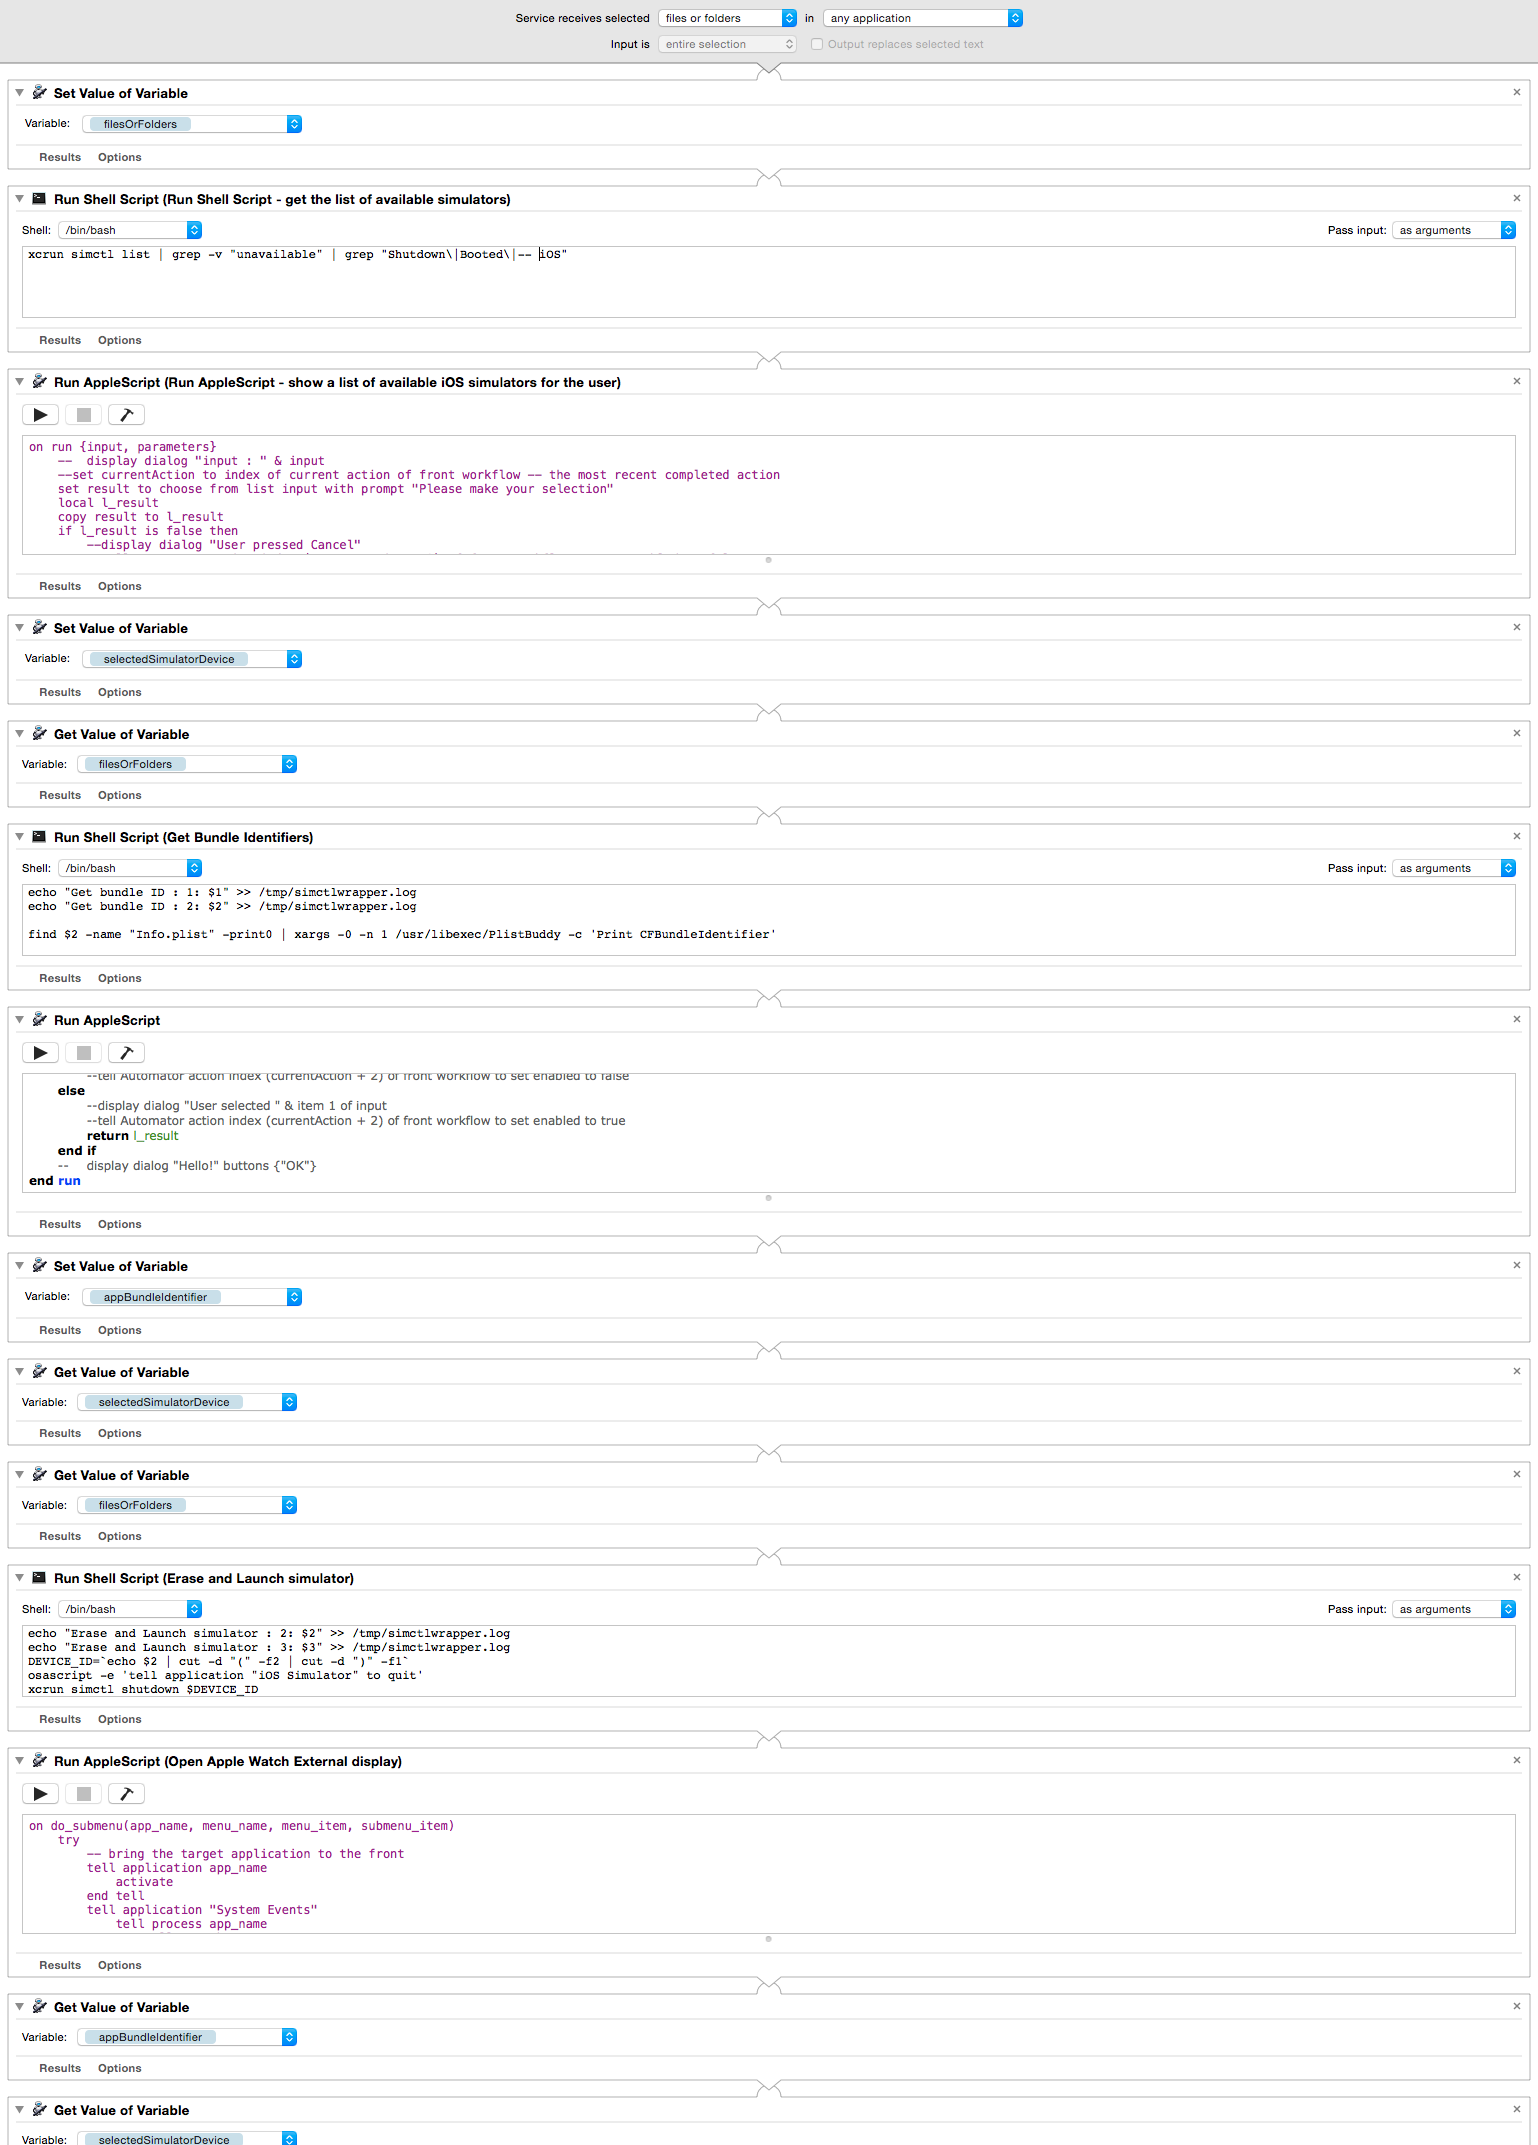 Service receives selected files or folders in any application
Input is entire selection Output replaces selected text
Set Value of Variable
Variable: filesOrFolders
Results Options
Run Shell Script (Run Shell Script - get the list of available simulators)
Shell: /bin/bash Pass input: as arguments
xcrun simctl list | grep -v "unavailable" | grep "Shutdown\|Booted\|-- iOS"
Results Options
Run AppleScript (Run AppleScript - show a list of available iOS simulators for the user)
on run {input, parameters}
-- display dialog "input : " & input
--set currentAction to index of current action of front workflow -- the most recent completed action
set result to choose from list input with prompt "Please make your selection"
local l_result
copy result to l_result
if l_result is false then
--display dialog "User pressed Cancel"
Results Options
Set Value of Variable
Variable: selectedSimulatorDevice
Results Options
Get Value of Variable
Variable: filesOrFolders
Results Options
Run Shell Script (Get Bundle Identifiers)
Shell: /bin/bash Pass input: as arguments
echo "Get bundle ID : 1: $1" >> /tmp/simctlwrapper.log
echo "Get bundle ID : 2: $2" >> /tmp/simctlwrapper.log
find $2 -name "Info.plist" -print0 | xargs -0 -n 1 /usr/libexec/PlistBuddy -c 'Print CFBundleIdentifier'
Results Options
Run AppleScript
--tell Automator action index (currentAction + 2) of front workflow to set enabled to false
else
--display dialog "User selected " & item 1 of input
--tell Automator action index (currentAction + 2) of front workflow to set enabled to true
return l_result
end if
-- display dialog "Hello!" buttons {"OK"}
end run
Results Options
Set Value of Variable
Variable: appBundleIdentifier
Results Options
Get Value of Variable
Variable: selectedSimulatorDevice
Results Options
Get Value of Variable
Variable: filesOrFolders
Results Options
Run Shell Script (Erase and Launch simulator)
Shell: /bin/bash Pass input: as arguments
echo "Erase and Launch simulator : 2: $2" >> /tmp/simctlwrapper.log
echo "Erase and Launch simulator : 3: $3" >> /tmp/simctlwrapper.log
DEVICE_ID=`echo $2 | cut -d "(" -f2 | cut -d ")" -f1`
osascript -e 'tell application "iOS Simulator" to quit'
xcrun simctl shutdown $DEVICE_ID
Results Options
Run AppleScript (Open Apple Watch External display)
on do_submenu(app_name, menu_name, menu_item, submenu_item)
try
-- bring the target application to the front
tell application app_name
activate
end tell
tell application "System Events"
tell process app_name
Results Options
Get Value of Variable
Variable: appBundleIdentifier
Results Options
Get Value of Variable
Variable: selectedSimulatorDevice